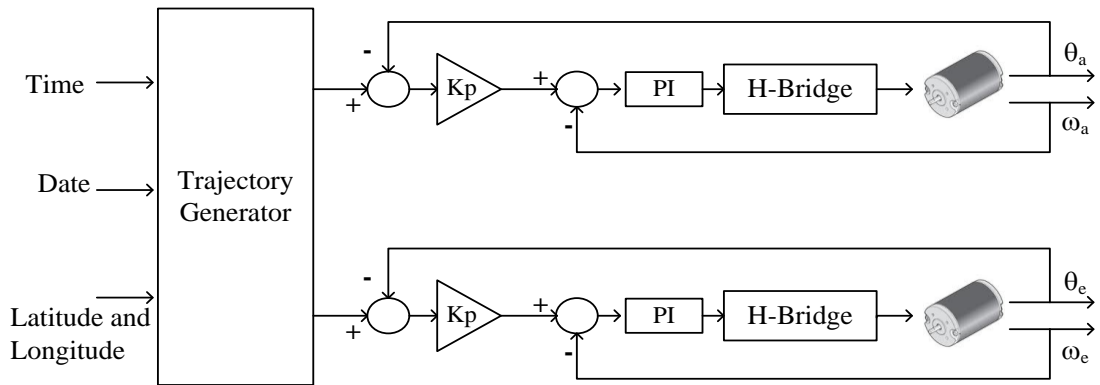 Time
Date
Latitude and
Longitude
Trajectory
Generator
-
+
Kp
+
-
PI
H-Bridge
θa
ωa
-
+
Kp
+
-
PI
H-Bridge
θe
ωe